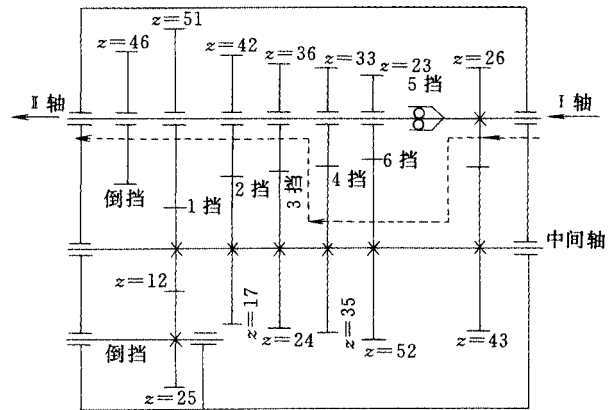 z=51
z=46
z=42
z=36
z=33
z=23
z=26
5 挡
Ⅱ 轴
Ⅰ 轴
倒挡
1 挡
2 挡
3 挡
4 挡
6 挡
中间轴
z=12
z=17
z=24
z=35
z=52
z=43
倒挡
z=25